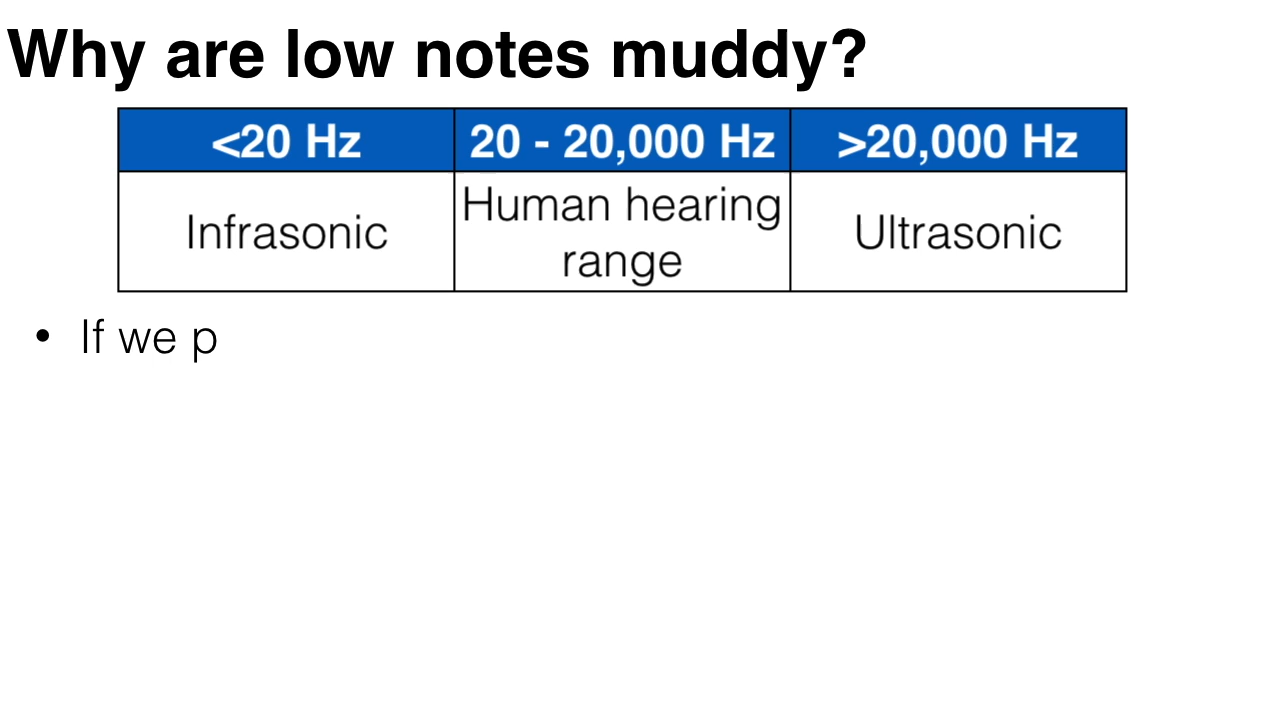 Why are low notes muddy?
<20 Hz 20 - 20,000 Hz >20,000 Hz
Infrasonic Human hearing range Ultrasonic
• If we p